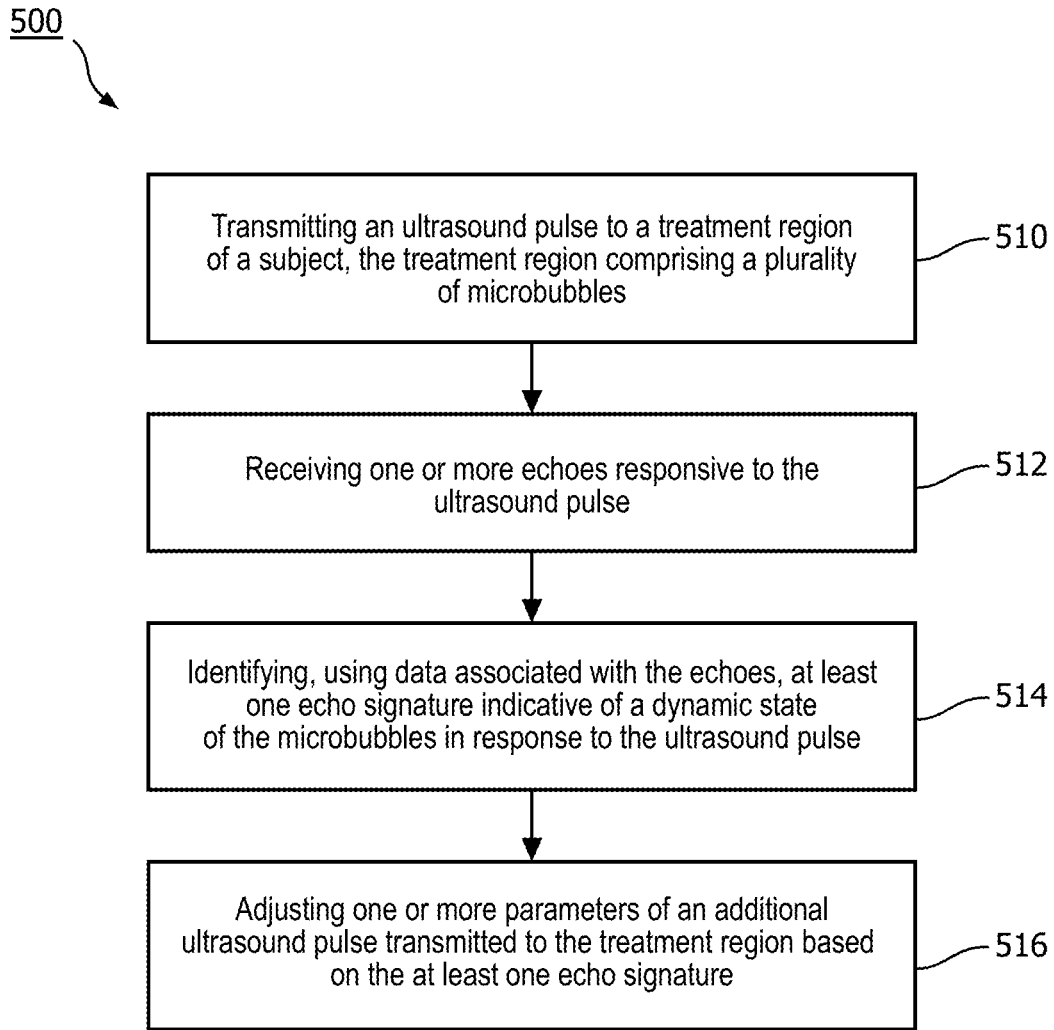 500
Transmitting an ultrasound pulse to a treatment region
of a subject, the treatment region comprising a plurality
of microbubbles
510
Receiving one or more echoes responsive to the
ultrasound pulse
512
Identifying, using data associated with the echoes, at least
one echo signature indicative of a dynamic state
of the microbubbles in response to the ultrasound pulse
514
Adjusting one or more parameters of an additional
ultrasound pulse transmitted to the treatment region based
on the at least one echo signature
516